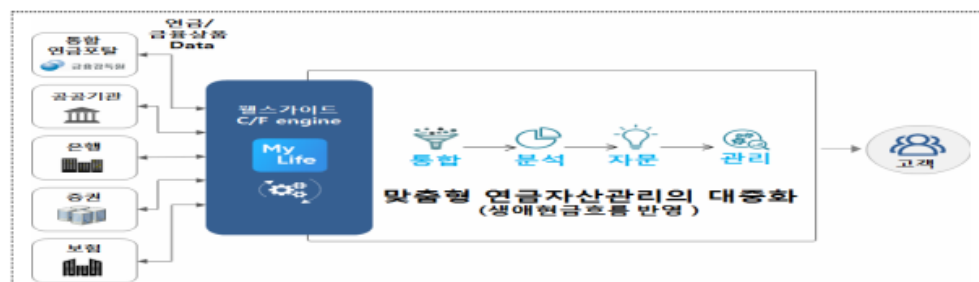 연금/
금융상품
Data
통합
연금포탈
금융감독원
공공기관
은행
증권
보험
웰스가이드
C/F engine
My
Life
통합
분석
자문
관리
맞춤형 연금자산관리의 대중화
(생애현금흐름 반영)
고객